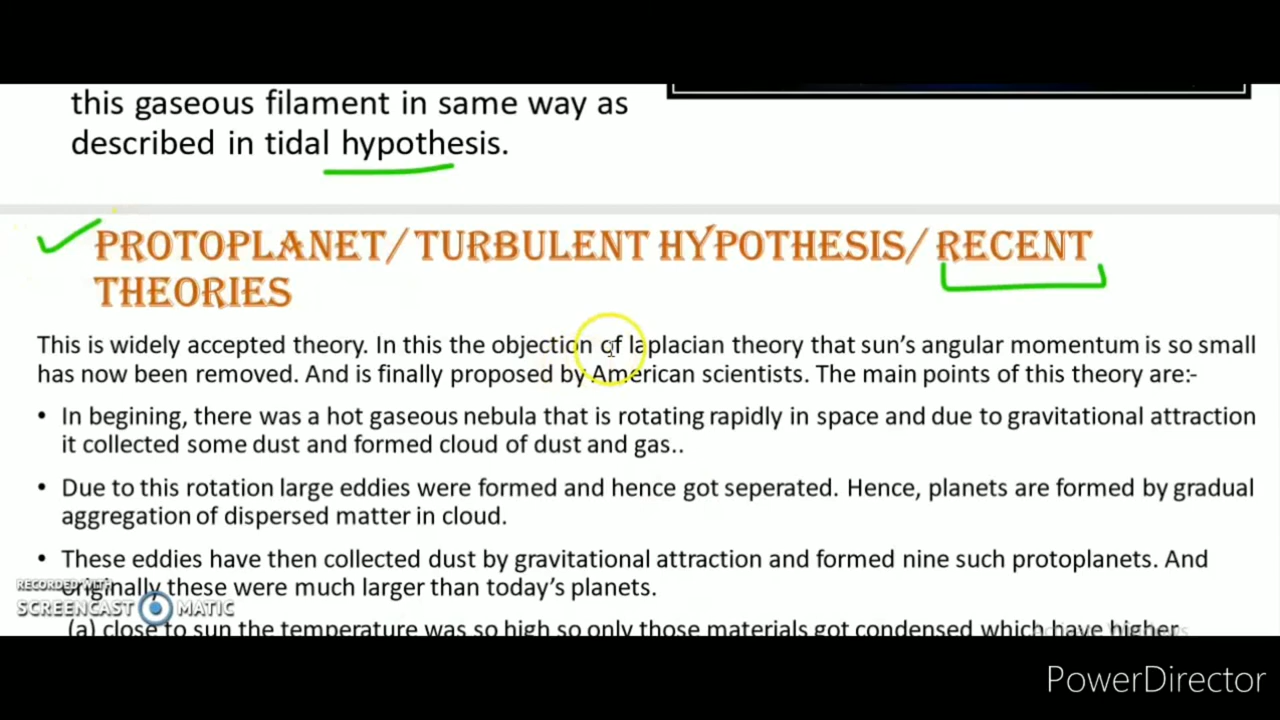 this gaseous filament in same way as
described in tidal hypothesis.
PROTOPLANET/ TURBULENT HYPOTHESIS/ RECENT
THEORIES
This is widely accepted theory. In this the objection of laplacian theory that sun's angular momentum is so small
has now been removed. And is finally proposed by American scientists. The main points of this theory are:-
• In begining, there was a hot gaseous nebula that is rotating rapidly in space and due to gravitational attraction
it collected some dust and formed cloud of dust and gas..
• Due to this rotation large eddies were formed and hence got seperated. Hence, planets are formed by gradual
aggregation of dispersed matter in cloud.
• These eddies have then collected dust by gravitational attraction and formed nine such protoplanets. And
originally these were much larger than today's planets.
RECORDED WITH
SCREENCAST MATIC
(a) close to sun the temperature was so high so only those materials got condensed which have higher
Activate Windows
PowerDirector